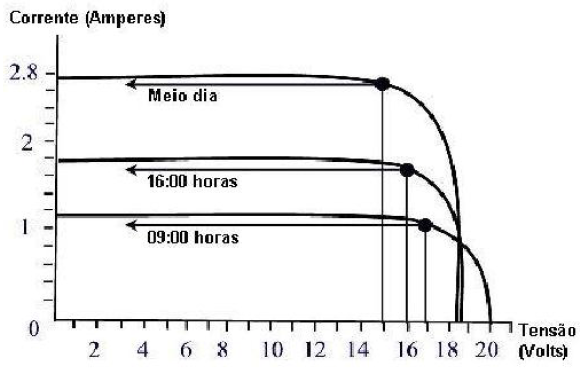 Corrente (Amperes)
2.8
Meio dia
2
16:00 horas
1
09:00 horas
0
2 4 6 8 10 12 14 16 18 20
Tensão
(Volts)